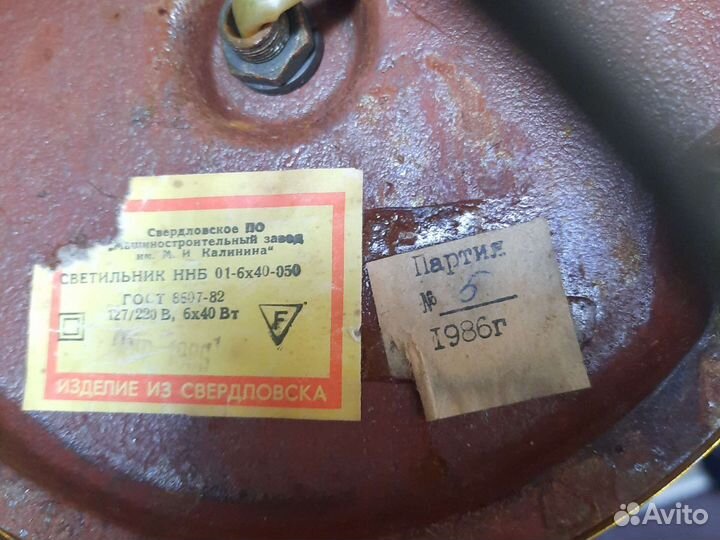 Свердловское ПО
„Машиностроительный завод
им. М. И Калинина“
СВЕТИЛЬНИК ННБ 01-6х40-050
ГОСТ 8607-82
127/220 В, 6х40 Вт
F
ИЗДЕЛИЕ ИЗ СВЕРДЛОВСКА
Партия
№ 5
1986г
Avito